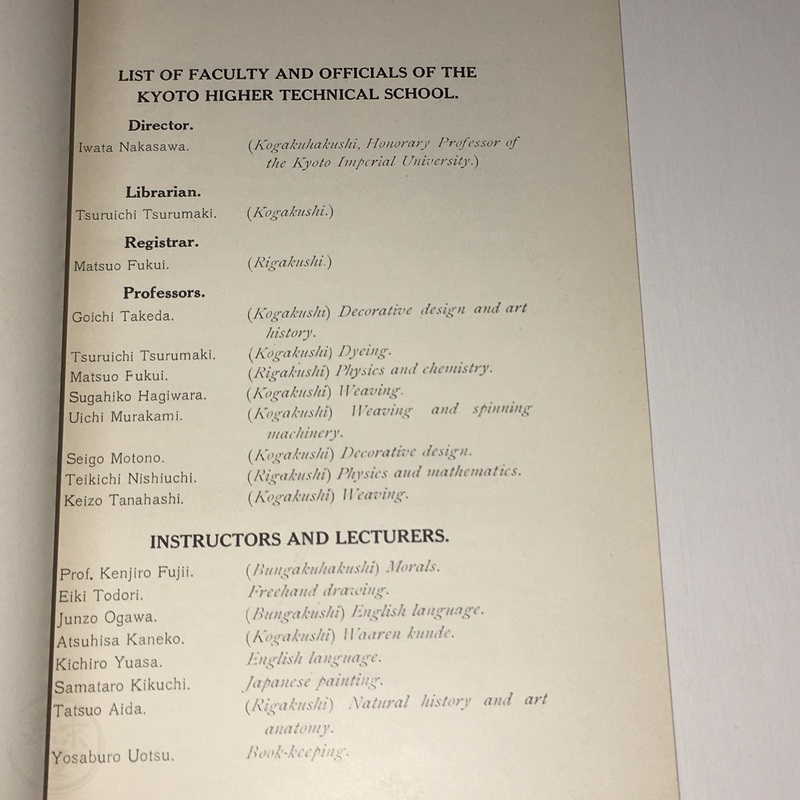 LIST OF FACULTY AND OFFICIALS OF THE
KYOTO HIGHER TECHNICAL SCHOOL.
Director.
Iwata Nakasawa. (Kogakuhakushi, Honorary Professor of
the Kyoto Imperial University.)
Librarian.
Tsuruichi Tsurumaki. (Kogakushi.)
Registrar.
Matsuo Fukui. (Rigakushi.)
Professors.
Goichi Takeda. (Kogakushi) Decorative design and art
history.
Tsuruichi Tsurumaki. (Kogakushi) Dyeing.
Matsuo Fukui. (Rigakushi) Physics and chemistry.
Sugahiko Hagiwara. (Kogakushi) Weaving.
Uichi Murakami. (Kogakushi) Weaving and spinning
machinery.
Seigo Motono. (Kogakushi) Decorative design.
Teikichi Nishiuchi. (Rigakushi) Physics and mathematics.
Keizo Tanahashi. (Kogakushi) Weaving.
INSTRUCTORS AND LECTURERS.
Prof. Kenjiro Fujii. (Bungakuhakushi) Morals.
Eiki Todori. Freehand drawing.
Junzo Ogawa. (Bungakushi) English language.
Atsuhisa Kaneko. (Kogakushi) Waaren kunde.
Kichiro Yuasa. English language.
Samataro Kikuchi. Japanese painting.
Tatsuo Aida. (Rigakushi) Natural history and art
anatomy.
Yosaburo Uotsu. Book-keeping.